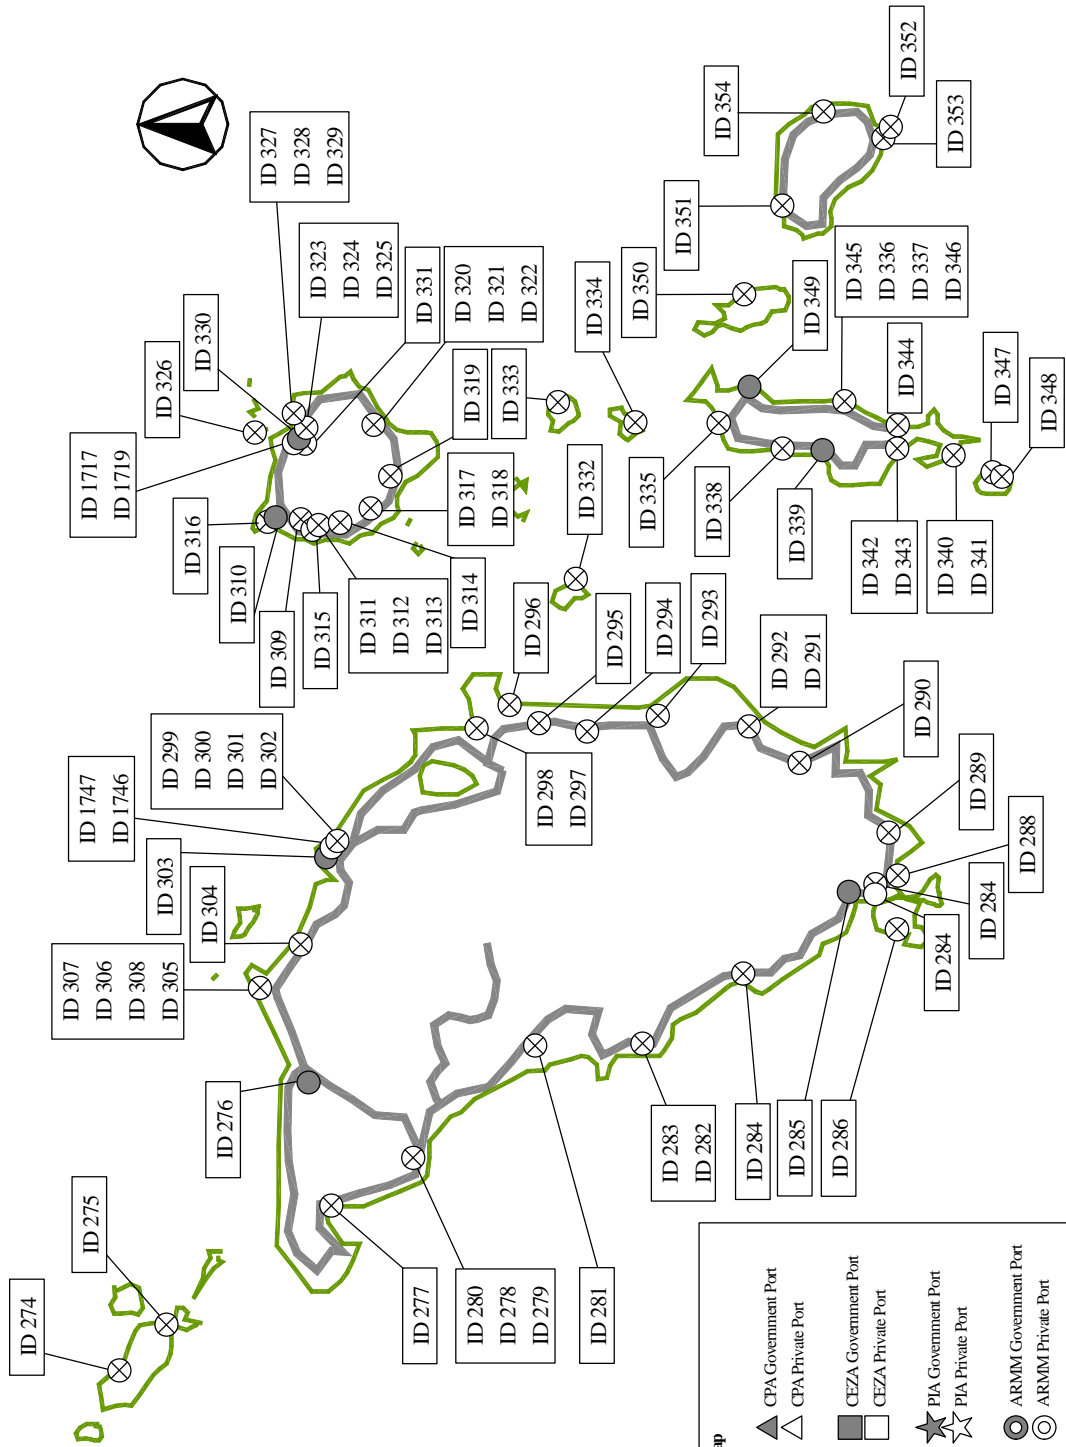 ID 274
ID 275
ID 276
ID 307
ID 306
ID 308
ID 305
ID 304
ID 303
ID 1747
ID 1746
ID 299
ID 300
ID 301
ID 302
ID 310
ID 316
ID 1717
ID 1719
ID 326
ID 330
ID 327
ID 328
ID 329
ID 323
ID 324
ID 325
ID 331
ID 320
ID 321
ID 322
ID 319
ID 333
ID 317
ID 318
ID 309
ID 315
ID 311
ID 312
ID 313
ID 314
ID 296
ID 332
ID 334
ID 350
ID 351
ID 354
ID 352
ID 353
ID 349
ID 345
ID 336
ID 337
ID 346
ID 344
ID 347
ID 348
ID 335
ID 338
ID 339
ID 342
ID 343
ID 340
ID 341
ID 295
ID 294
ID 293
ID 292
ID 291
ID 290
ID 289
ID 288
ID 284
ID 284
ID 298
ID 297
ID 277
ID 280
ID 278
ID 279
ID 281
ID 283
ID 282
ID 284
ID 285
ID 286
ap
CPA Government Port
CPA Private Port
CEZA Government Port
CEZA Private Port
PIA Government Port
PIA Private Port
ARMM Government Port
ARMM Private Port